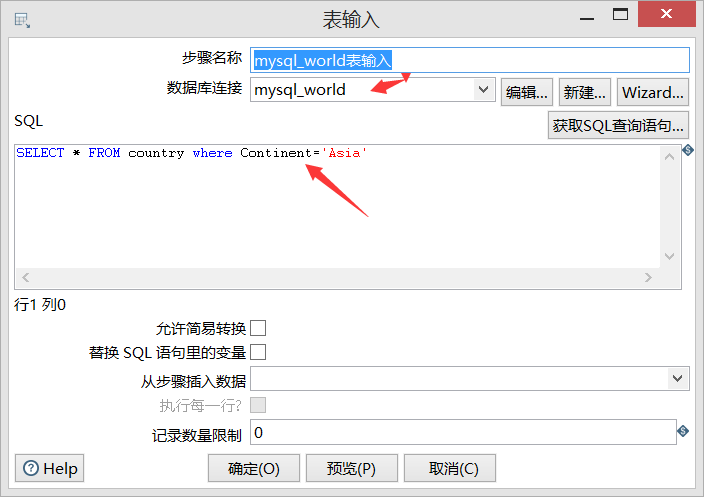 表输入
步骤名称 mysql_world表输入
数据库连接 mysql_world 编辑... 新建... Wizard...
SQL 获取SQL查询语句...
SELECT * FROM country where Continent='Asia'
行1 列0
允许简易转换
替换 SQL 语句里的变量
从步骤插入数据
执行每一行?
记录数量限制 0
Help 确定(O) 预览(P) 取消(C)